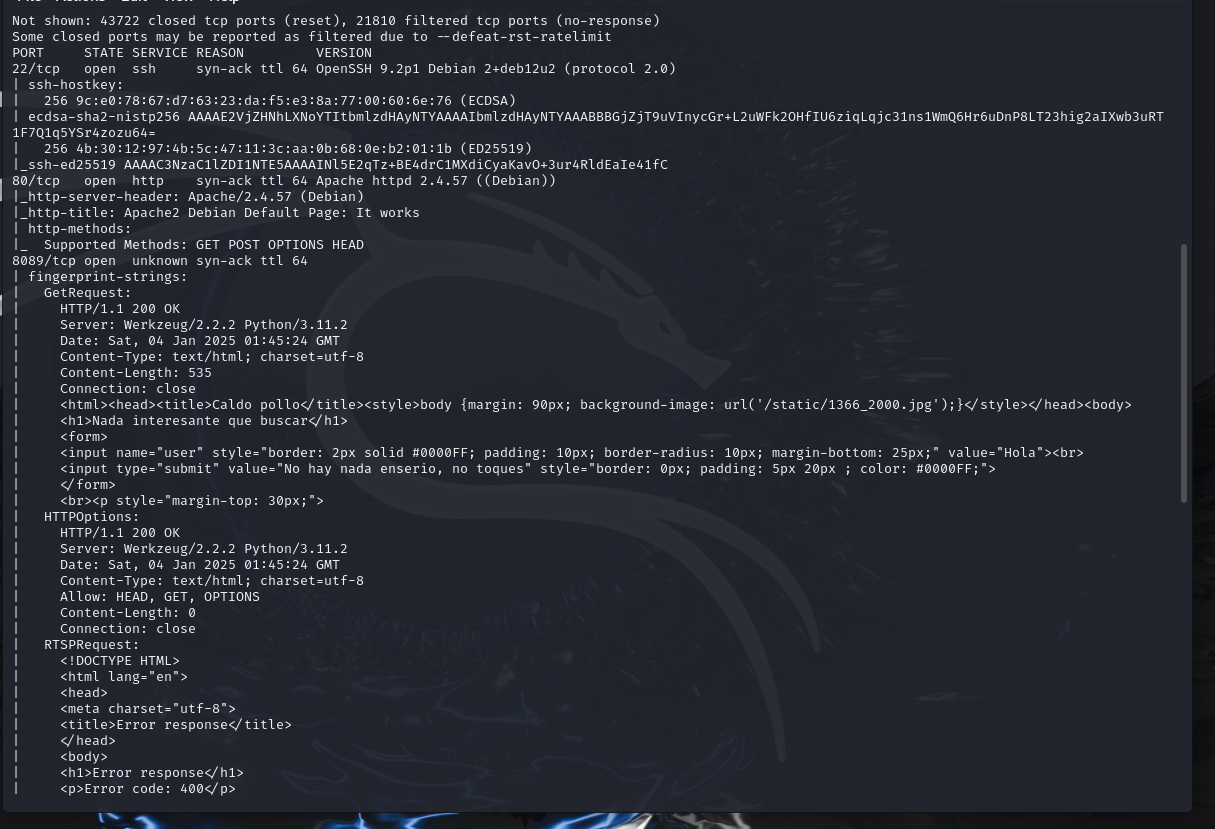 Not shown: 43722 closed tcp ports (reset), 21810 filtered tcp ports (no-response)
Some closed ports may be reported as filtered due to --defeat-rst-ratelimit
PORT     STATE SERVICE REASON         VERSION
22/tcp   open  ssh     syn-ack ttl 64 OpenSSH 9.2p1 Debian 2+deb12u2 (protocol 2.0)
| ssh-hostkey:
|   256 9c:e0:78:67:d7:63:23:da:f5:e3:8a:77:00:60:6e:76 (ECDSA)
| ecdsa-sha2-nistp256 AAAAE2VjZHNhLXNoYTItbmlzdHAyNTYAAAAIbmlzdHAyNTYAAABBBGjZjT9uVInycGr+L2uWFk2OHfIU6ziqLqjc31ns1WmQ6Hr6uDnP8LT23hig2aIXwb3uRT
1F7Q1q5YSr4zozu64=
|   256 4b:30:12:97:4b:5c:47:11:3c:aa:0b:68:0e:b2:01:1b (ED25519)
|_ssh-ed25519 AAAAC3NzaC1lZDI1NTE5AAAAINl5E2qTz+BE4drC1MXdiCyaKavO+3ur4RldEaIe41fC
80/tcp   open  http    syn-ack ttl 64 Apache httpd 2.4.57 ((Debian))
|_http-server-header: Apache/2.4.57 (Debian)
|_http-title: Apache2 Debian Default Page: It works
| http-methods:
|_  Supported Methods: GET POST OPTIONS HEAD
8089/tcp open  unknown syn-ack ttl 64
| fingerprint-strings:
|   GetRequest:
|     HTTP/1.1 200 OK
|     Server: Werkzeug/2.2.2 Python/3.11.2
|     Date: Sat, 04 Jan 2025 01:45:24 GMT
|     Content-Type: text/html; charset=utf-8
|     Content-Length: 535
|     Connection: close
|     <html><head><title>Caldo pollo</title><style>body {margin: 90px; background-image: url('/static/1366_2000.jpg');}</style></head><body>
|     <h1>Nada interesante que buscar</h1>
|     <form>
|     <input name="user" style="border: 2px solid #0000FF; padding: 10px; border-radius: 10px; margin-bottom: 25px;" value="Hola"><br>
|     <input type="submit" value="No hay nada enserio, no toques" style="border: 0px; padding: 5px 20px ; color: #0000FF;">
|     </form>
|     <br><p style="margin-top: 30px;">
|   HTTPOptions:
|     HTTP/1.1 200 OK
|     Server: Werkzeug/2.2.2 Python/3.11.2
|     Date: Sat, 04 Jan 2025 01:45:24 GMT
|     Content-Type: text/html; charset=utf-8
|     Allow: HEAD, GET, OPTIONS
|     Content-Length: 0
|     Connection: close
|   RTSPRequest:
|     <!DOCTYPE HTML>
|     <html lang="en">
|     <head>
|     <meta charset="utf-8">
|     <title>Error response</title>
|     </head>
|     <body>
|     <h1>Error response</h1>
|     <p>Error code: 400</p>